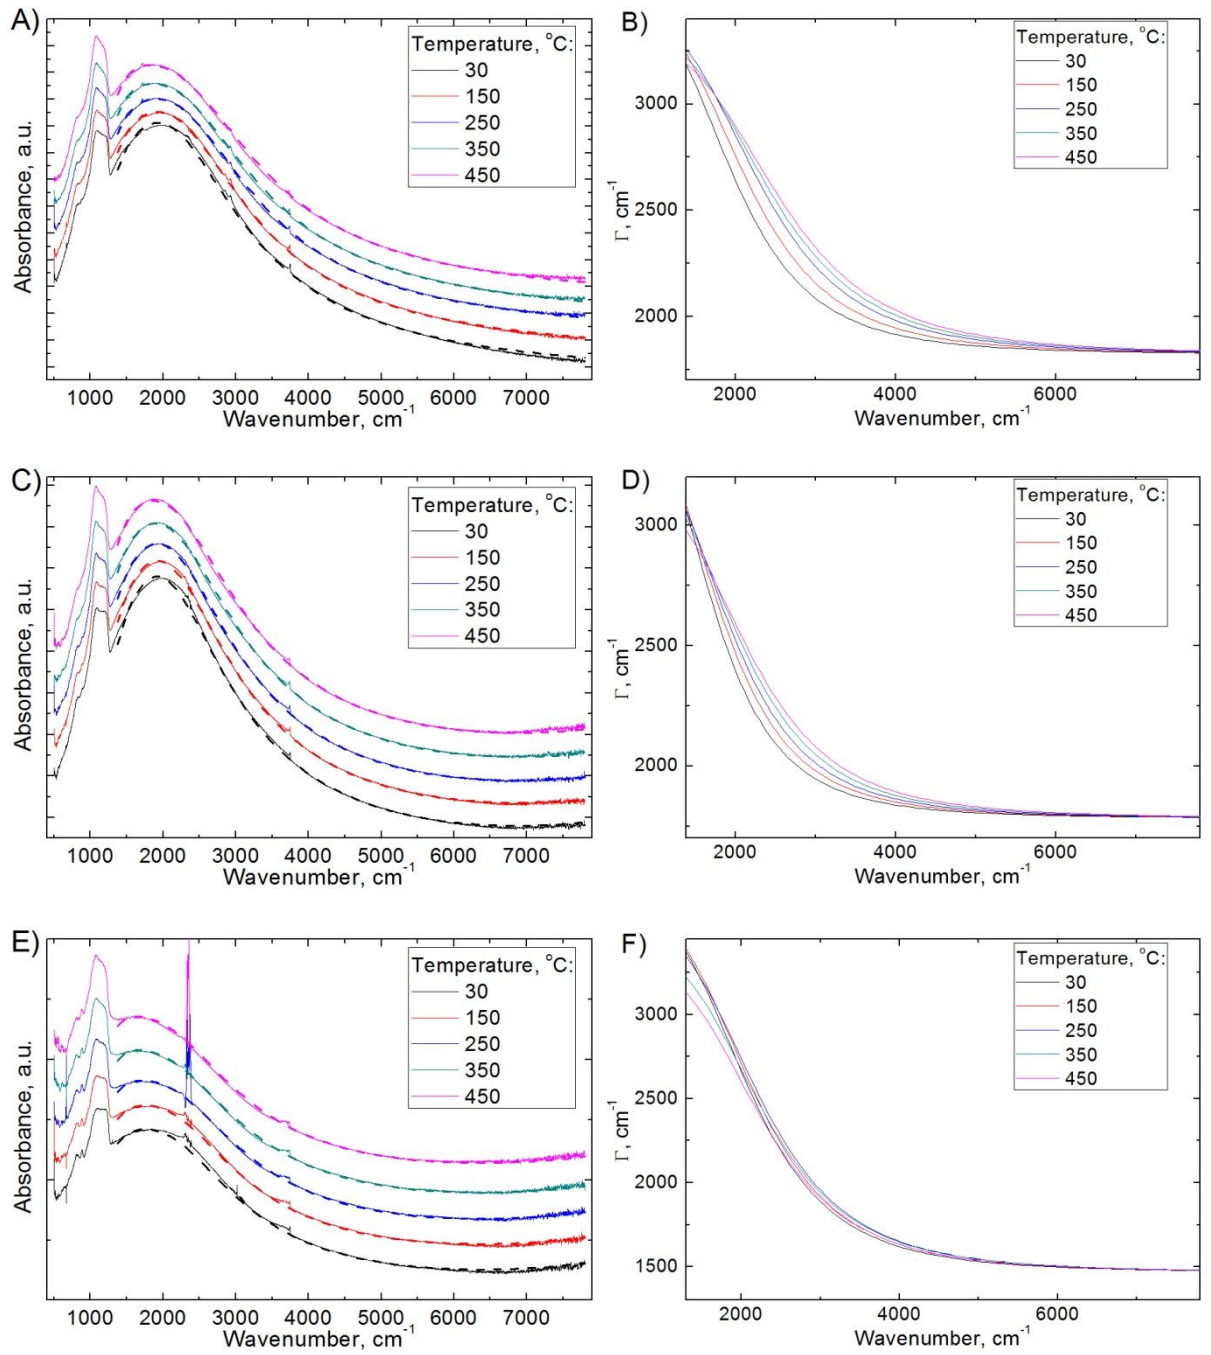 A)
Temperature, °C:
30
150
250
350
450
Absorbance, a.u.
1000 2000 3000 4000 5000 6000 7000
Wavenumber, cm⁻¹
B)
Temperature, °C:
30
150
250
350
450
3000
2500
2000
Γ, cm⁻¹
2000 4000 6000
Wavenumber, cm⁻¹
C)
Temperature, °C:
30
150
250
350
450
Absorbance, a.u.
1000 2000 3000 4000 5000 6000 7000
Wavenumber, cm⁻¹
D)
Temperature, °C:
30
150
250
350
450
3000
2500
2000
Γ, cm⁻¹
2000 4000 6000
Wavenumber, cm⁻¹
E)
Temperature, °C:
30
150
250
350
450
Absorbance, a.u.
1000 2000 3000 4000 5000 6000 7000
Wavenumber, cm⁻¹
F)
Temperature, °C:
30
150
250
350
450
3000
2500
2000
1500
Γ, cm⁻¹
2000 4000 6000
Wavenumber, cm⁻¹